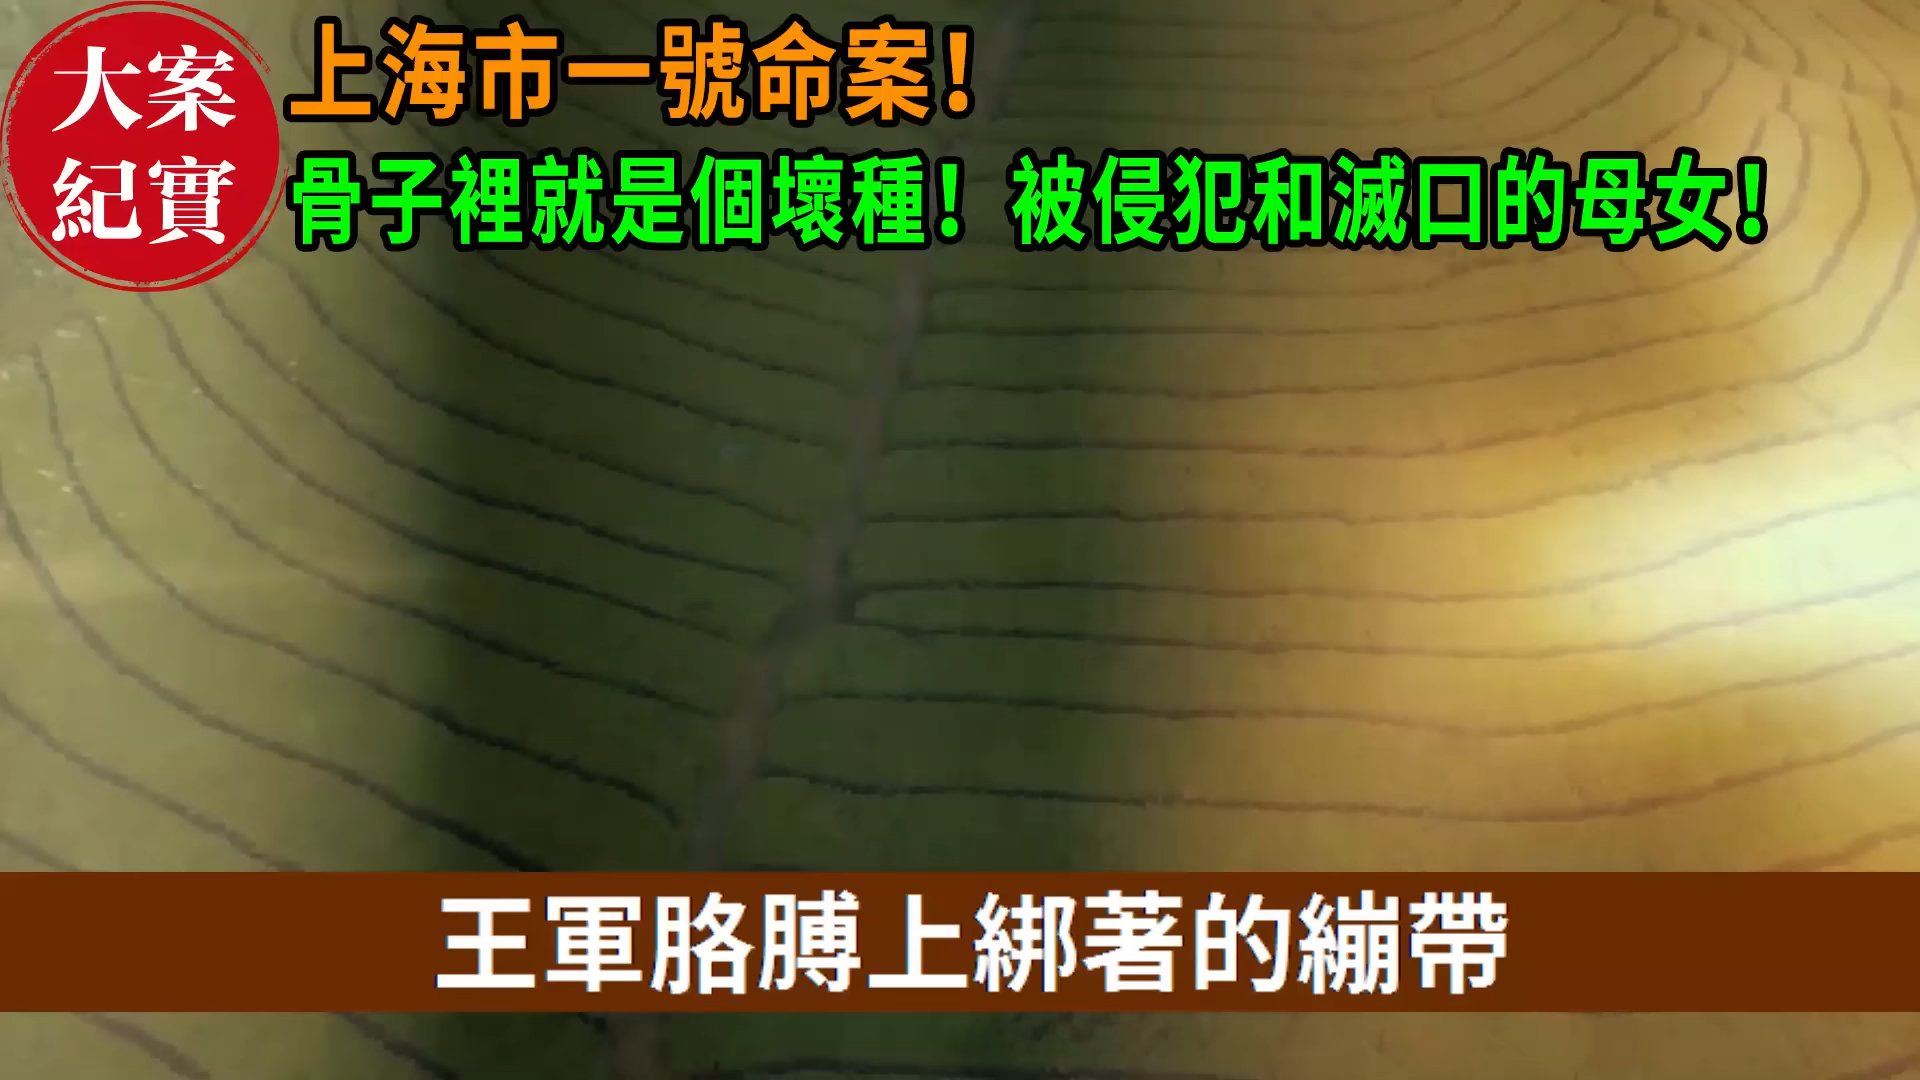 大案
紀實
上海市一號命案！
骨子裡就是個壞種！被侵犯和滅口的母女！
王軍胳膊上綁著的繃帶